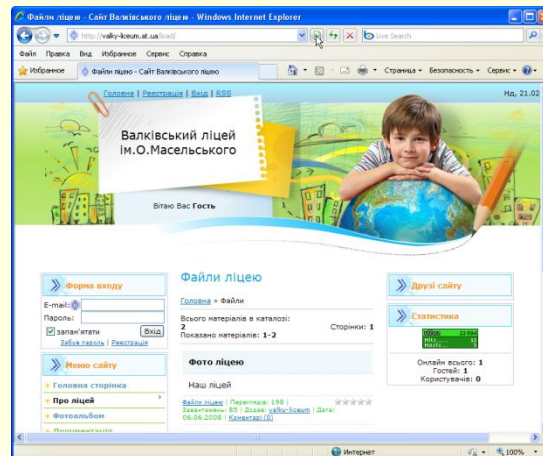 Файли ліцею - Сайт Валківського ліцею - Windows Internet Explorer
http://valky-liceum.at.ua/load/
Live Search
Файл Правка Вид Избранное Сервис Справка
Избранное
Файли ліцею - Сайт Валківського ліцею
Страница Безопасность Сервис
Головна | Реєстрація | Вхід | RSS
Нд, 21.02
Валківський ліцей
ім.О.Масельського
Вітаю Вас Гость
Форма входу
E-mail:
Пароль:
запам'ятати Вхід
Забув пароль | Реєстрація
Меню сайту
Головна сторінка
Про ліцей
Фотоальбом
Документація
Файли ліцею
Головна » Файли
Всього матеріалів в каталозі:
2
Показано матеріалів: 1-2
Сторінки: 1
Фото ліцею
Наш ліцей
Файли ліцею | Переглядів: 198 |
Завантажень: 85 | Додав: valky-liceum | Дата:
06.06.2008 | Коментарі (0)
Друзі сайту
Статистика
Онлайн всього: 1
Гостей: 1
Користувачів: 0
Интернет
100%